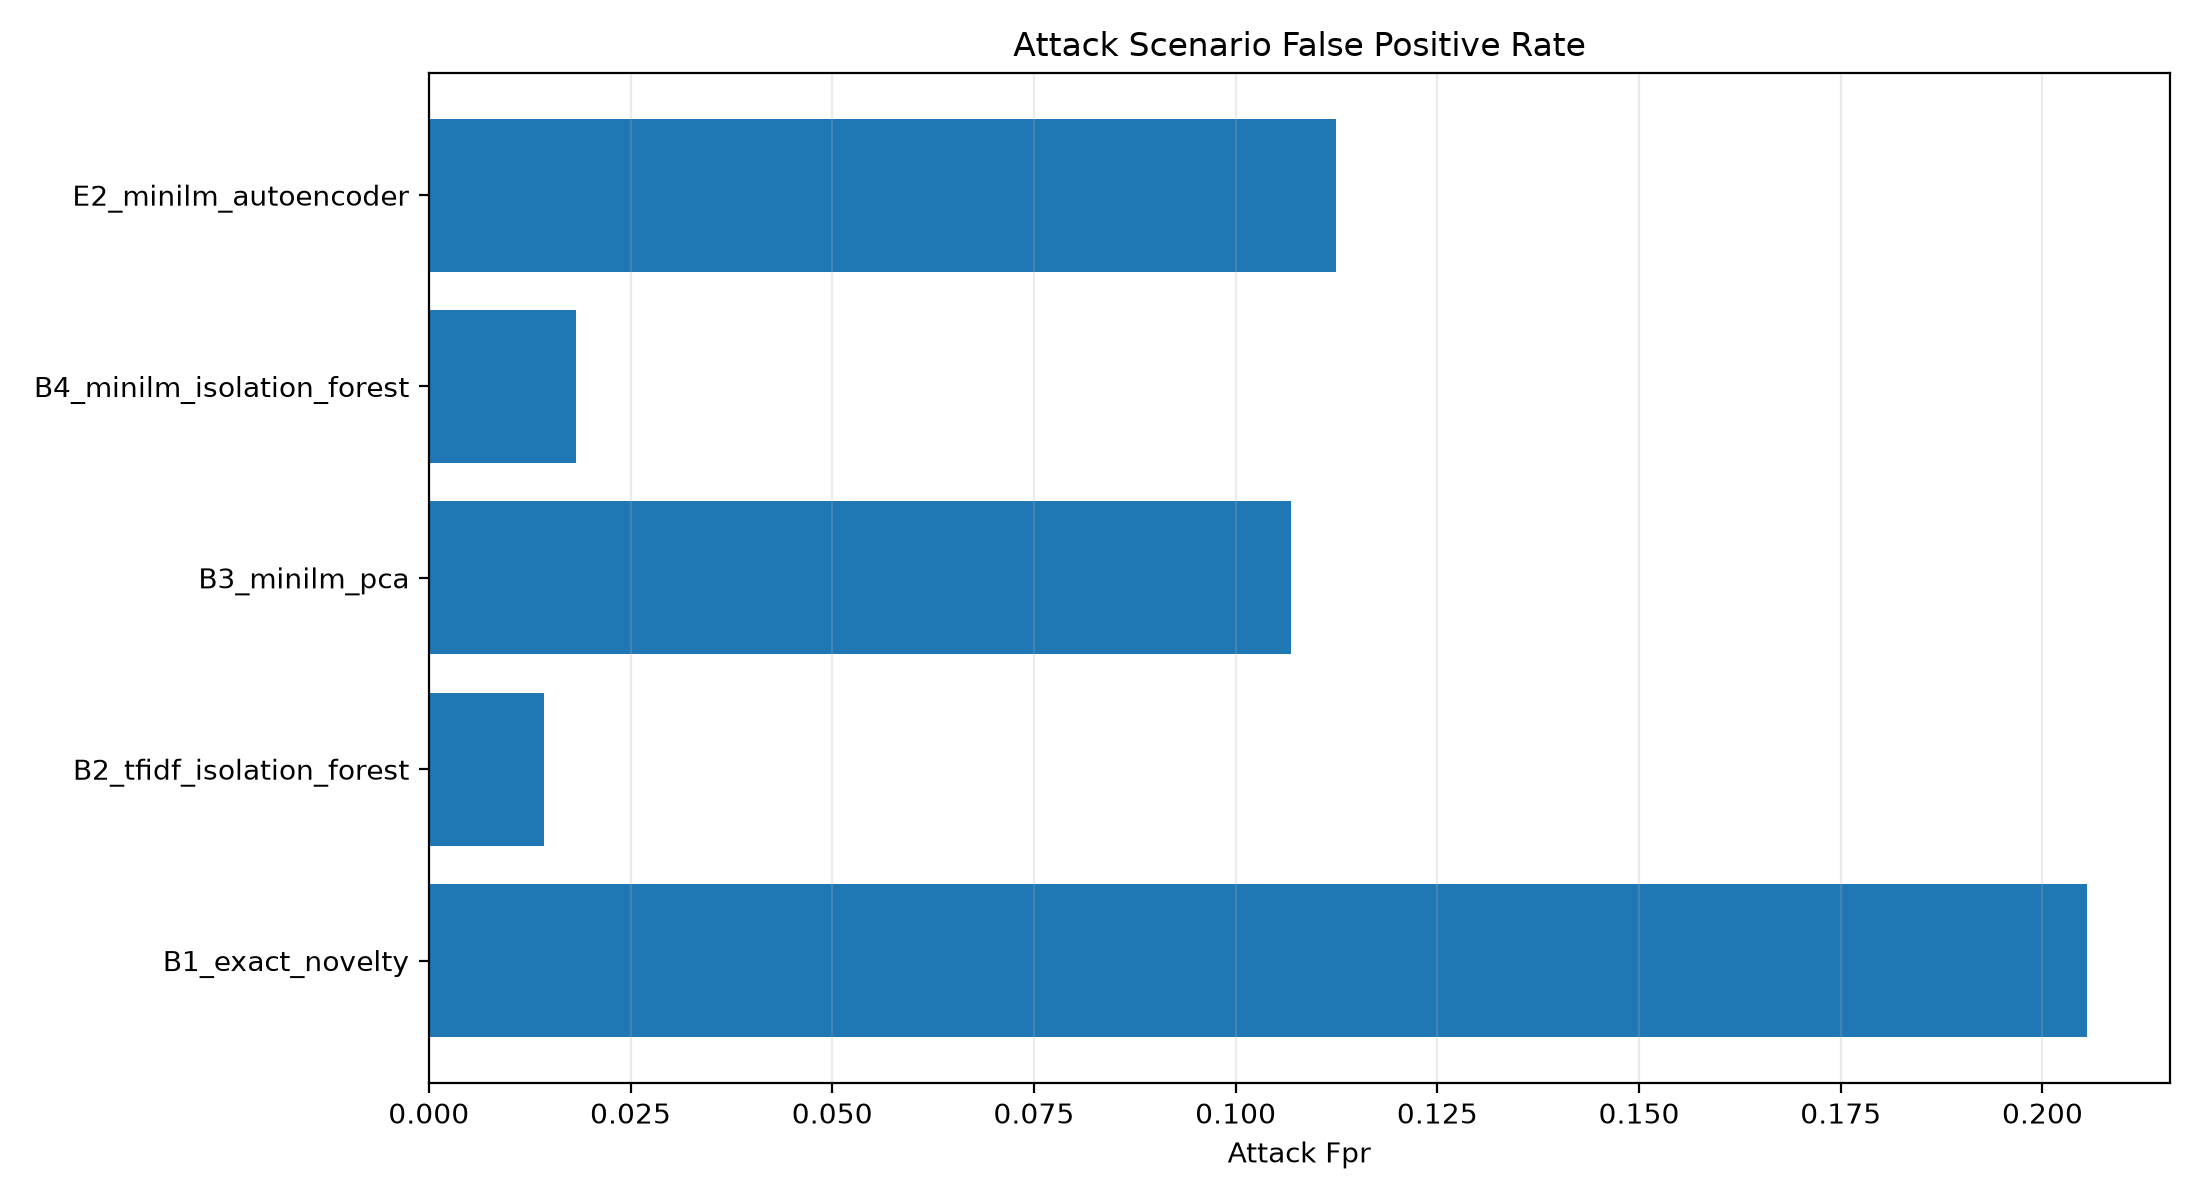 Attack Scenario False Positive Rate
E2_minilm_autoencoder
B4_minilm_isolation_forest
B3_minilm_pca
B2_tfidf_isolation_forest
B1_exact_novelty
0.000 0.025 0.050 0.075 0.100 0.125 0.150 0.175 0.200
Attack Fpr